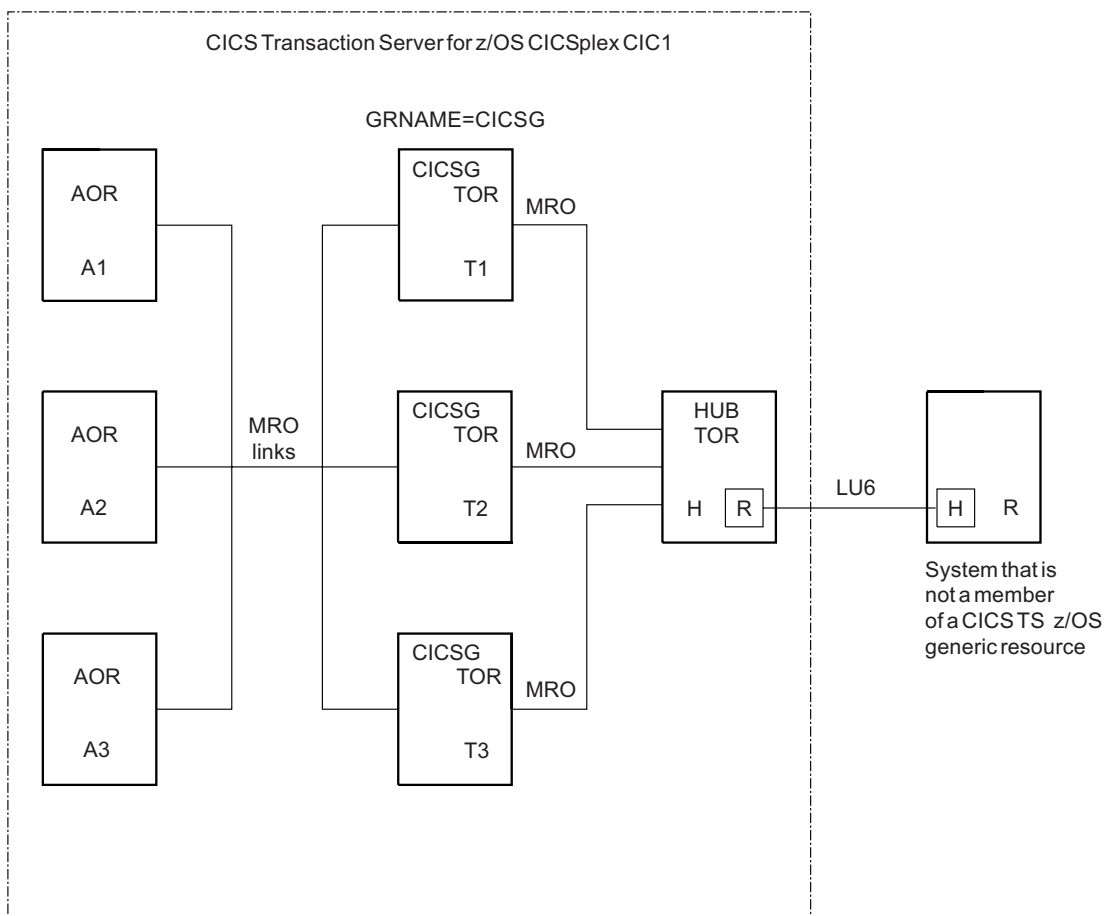 CICS Transaction Server for z/OS CICSplex CIC1
GRNAME=CICSG
AOR
A1
CICSG
TOR
T1
MRO
AOR
A2
MRO
links
CICSG
TOR
T2
MRO
HUB
TOR
H
R
LU6
H
R
System that is
not a member
of a CICS TS z/OS
generic resource
AOR
A3
CICSG
TOR
T3
MRO